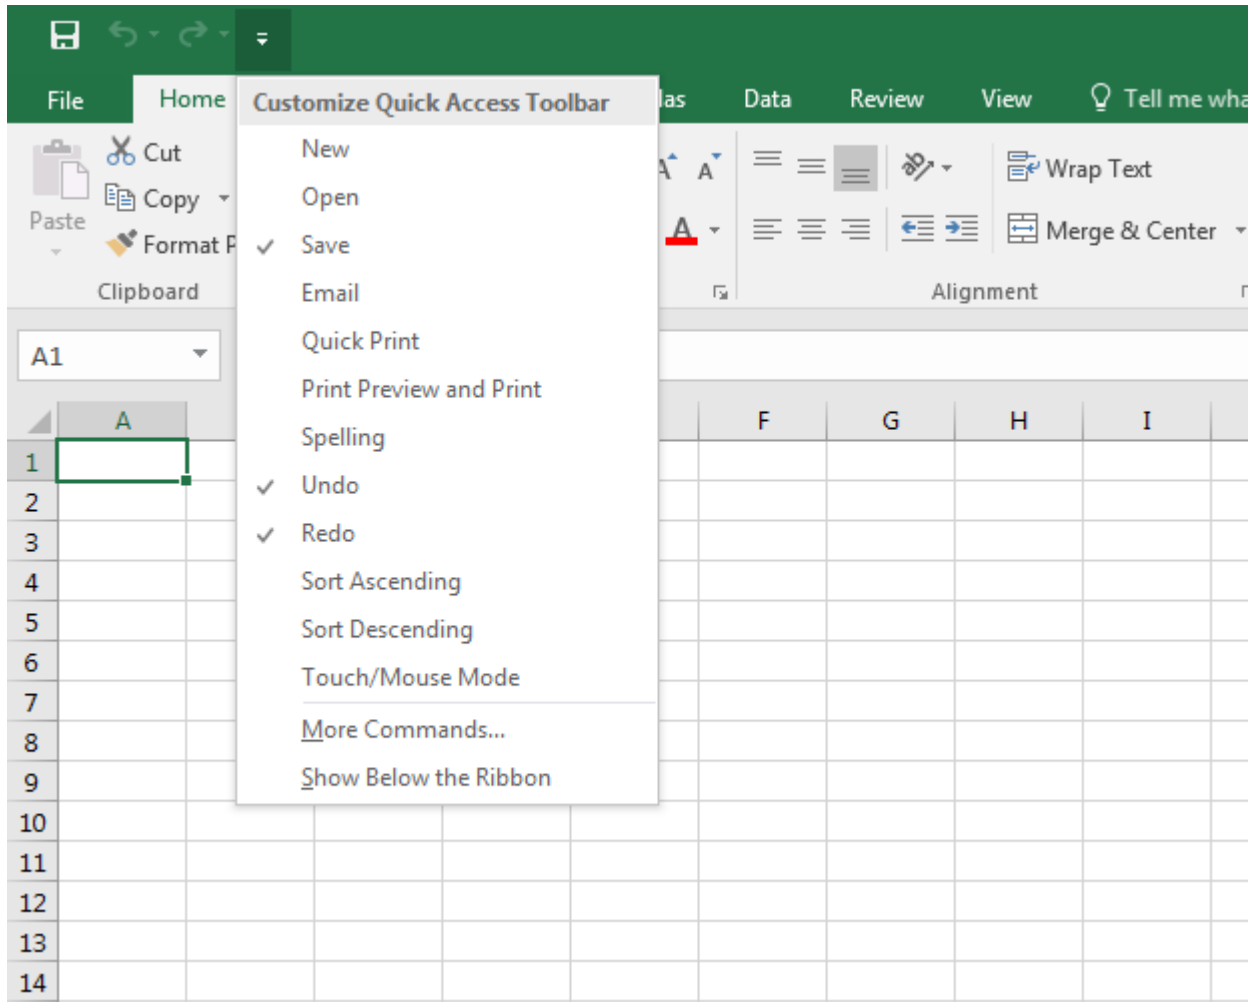 File Home las Data Review View Tell me wha
Customize Quick Access Toolbar
New
Open
Save
Email
Quick Print
Print Preview and Print
Spelling
Undo
Redo
Sort Ascending
Sort Descending
Touch/Mouse Mode
More Commands...
Show Below the Ribbon
Cut
Copy
Format P
Paste
Clipboard
A A
A
Wrap Text
Merge & Center
Alignment
A1
A F G H I
1
2
3
4
5
6
7
8
9
10
11
12
13
14